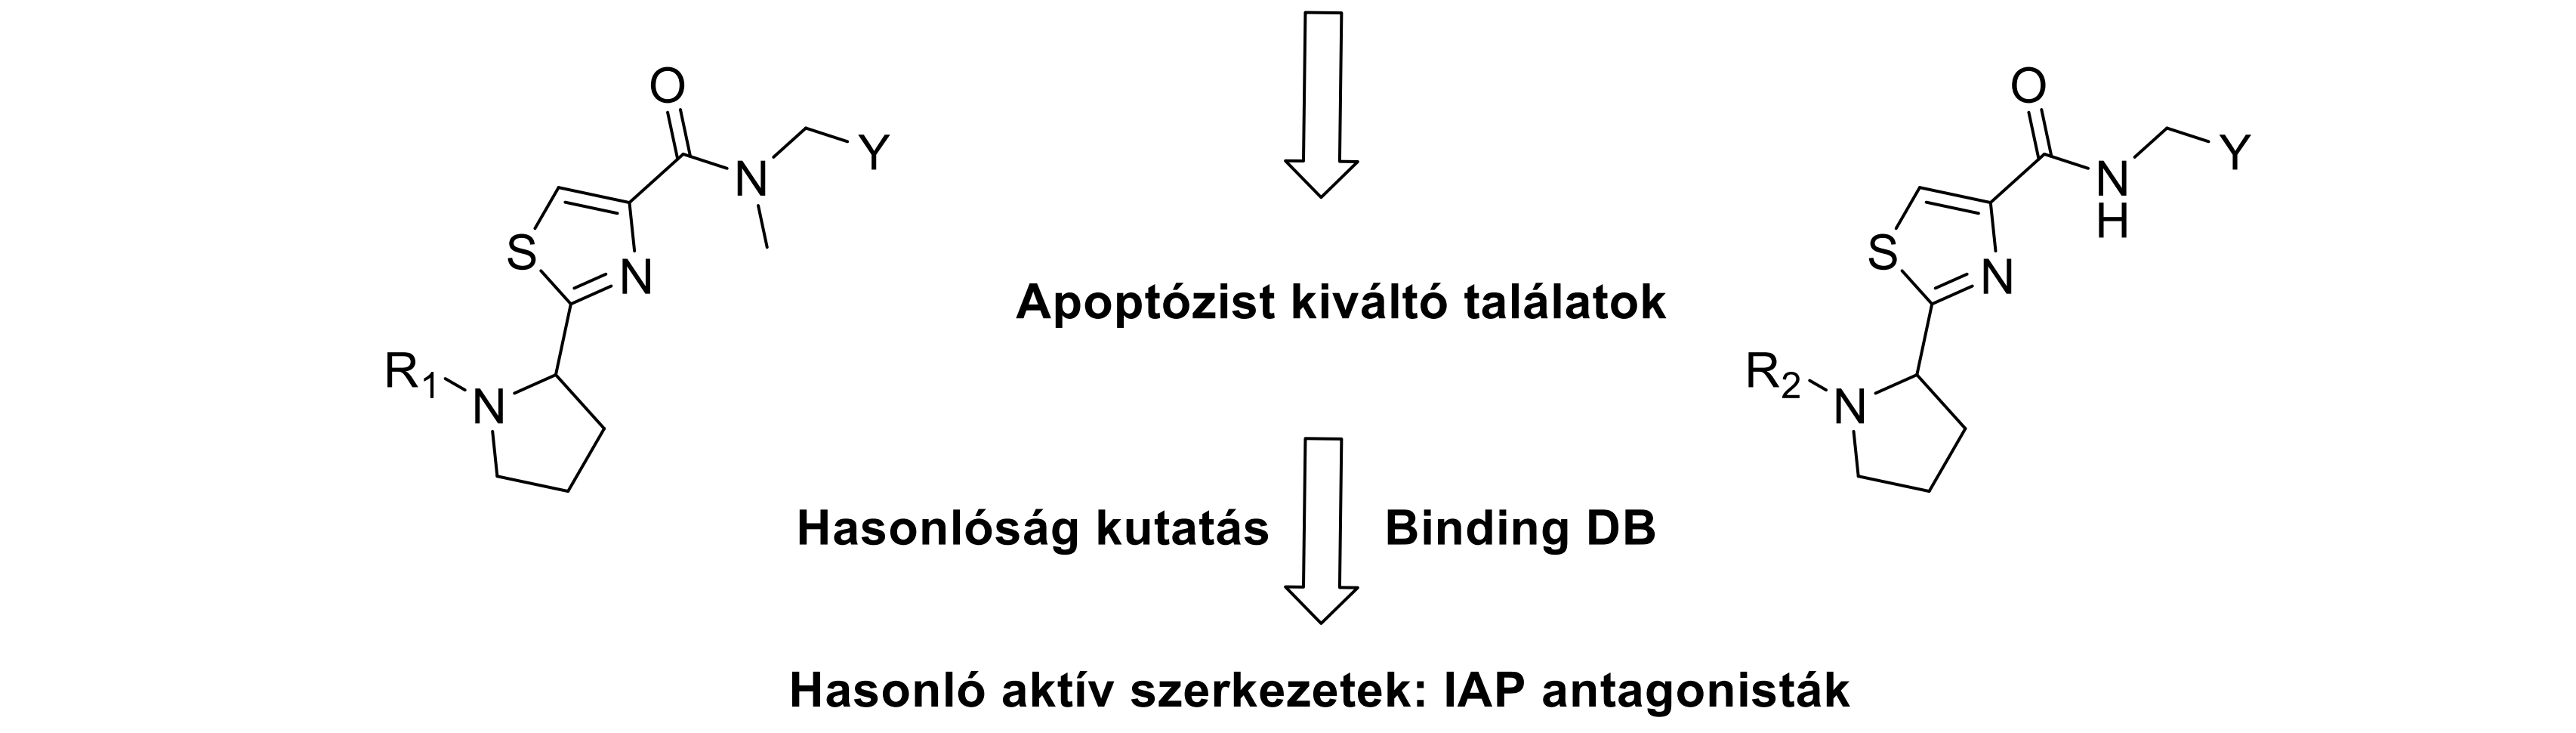 O
N
Y
S
N
R1
N
O
N
H
Y
S
N
R2
N
Apoptózist kiváltó találatok
Hasonlóság kutatás
Binding DB
Hasonló aktív szerkezetek: IAP antagonisták